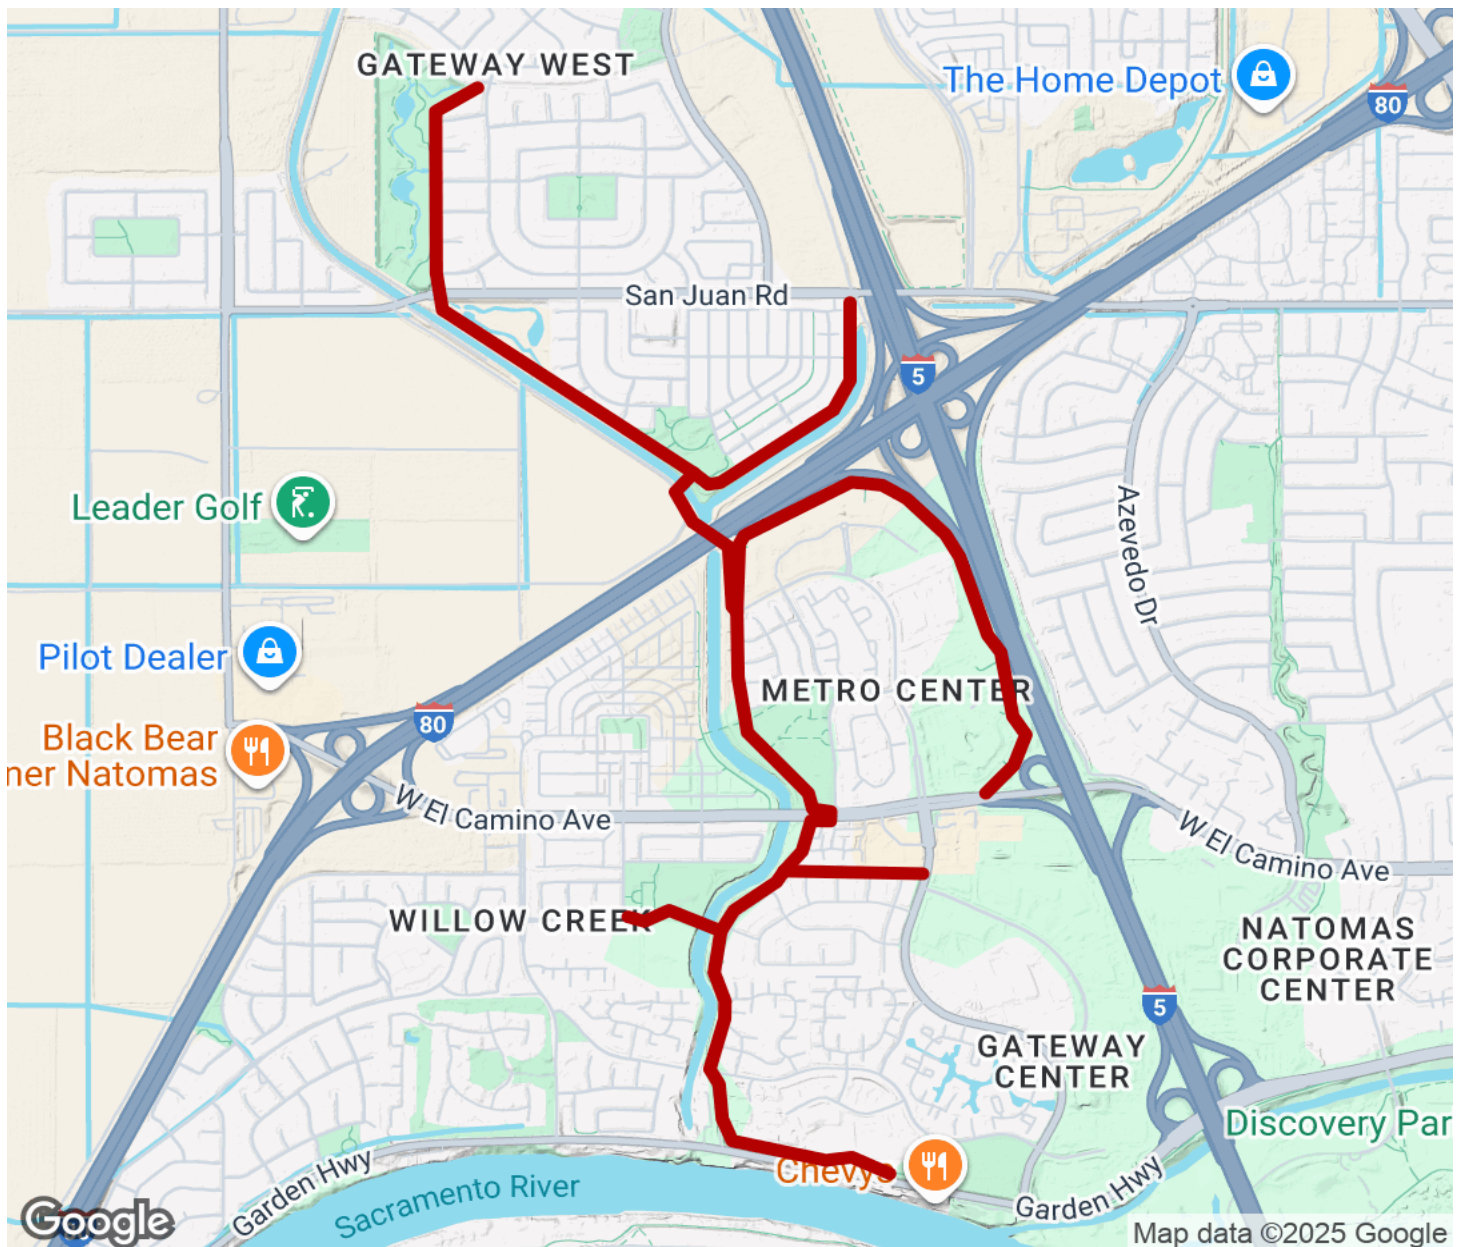 GATEWAY WEST
The Home Depot
80
San Juan Rd
5
Leader Golf
Azevedo Dr
Pilot Dealer
METRO CENTER
80
Black Bear
ner Natomas
W El Camino Ave
W El Camino Ave
WILLOW CREEK
NATOMAS
CORPORATE
CENTER
5
GATEWAY
CENTER
Discovery Par
Chevys
Garden Hwy
Garden Hwy
Sacramento River
Google
Map data ©2025 Google